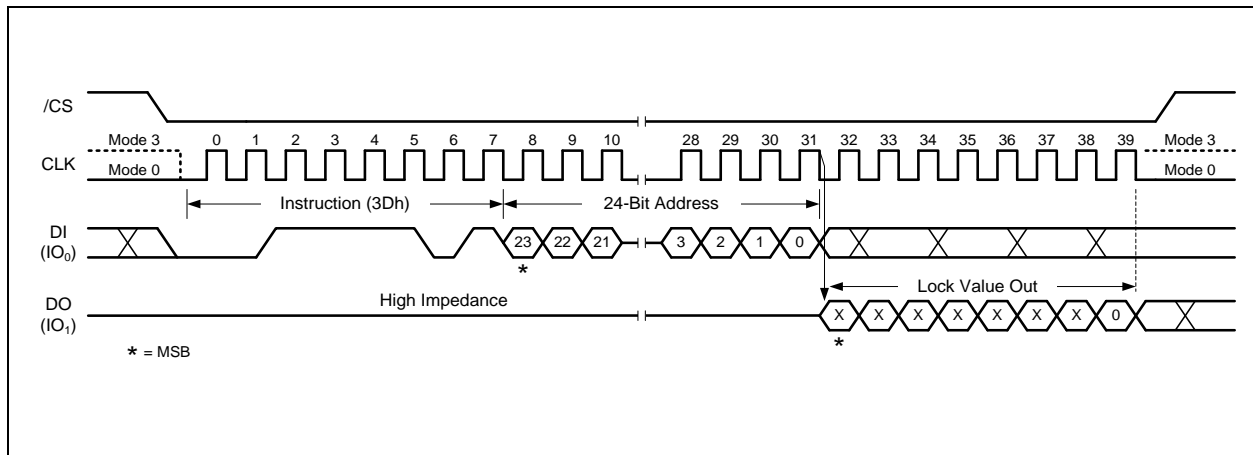 /CS
Mode 3 0 1 2 3 4 5 6 7 8 9 10 28 29 30 31 32 33 34 35 36 37 38 39 Mode 3
CLK Mode 0 Mode 0
Instruction (3Dh) 24-Bit Address
DI
(IO0) 23 22 21 3 2 1 0
*
Lock Value Out
High Impedance
DO
(IO1) X X X X X X X 0
* = MSB *